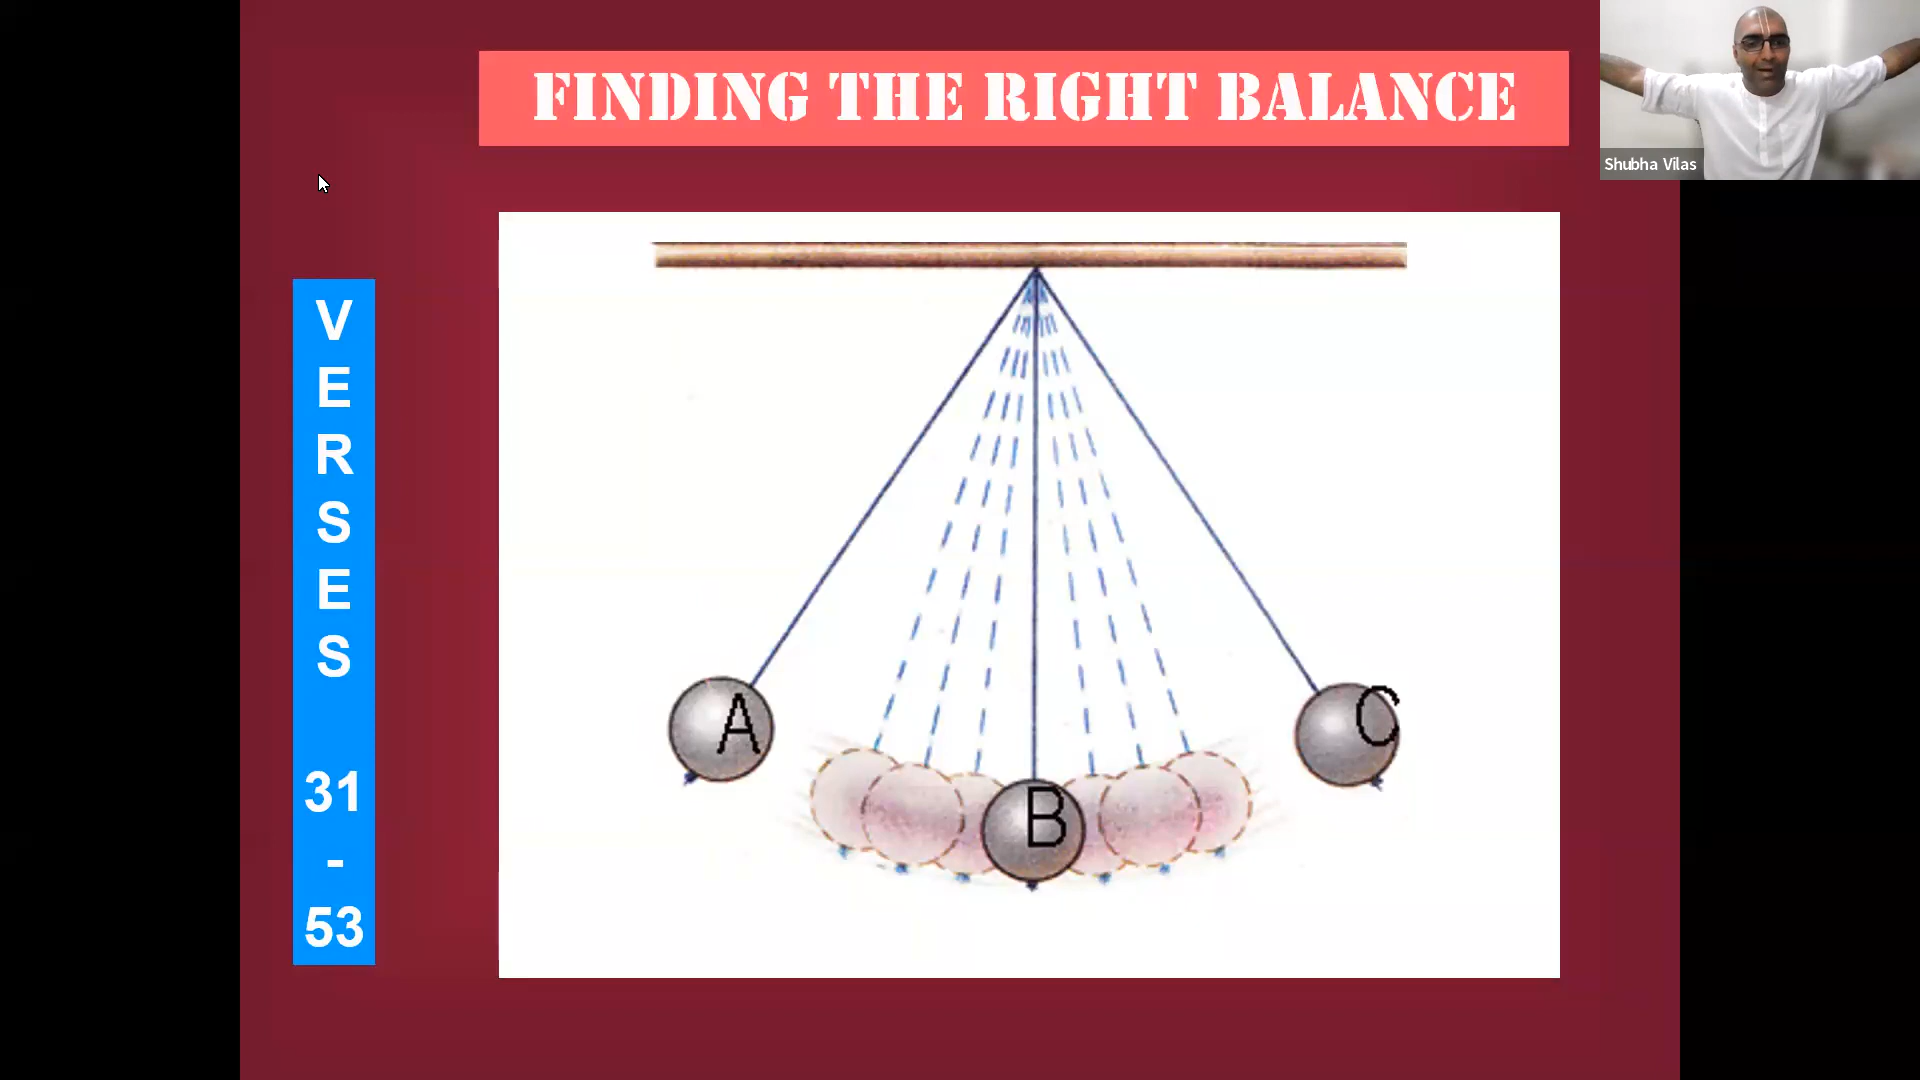 FINDING THE RIGHT BALANCE
Shubha Vilas
V
E
R
S
E
S
31
-
53
A
B
C